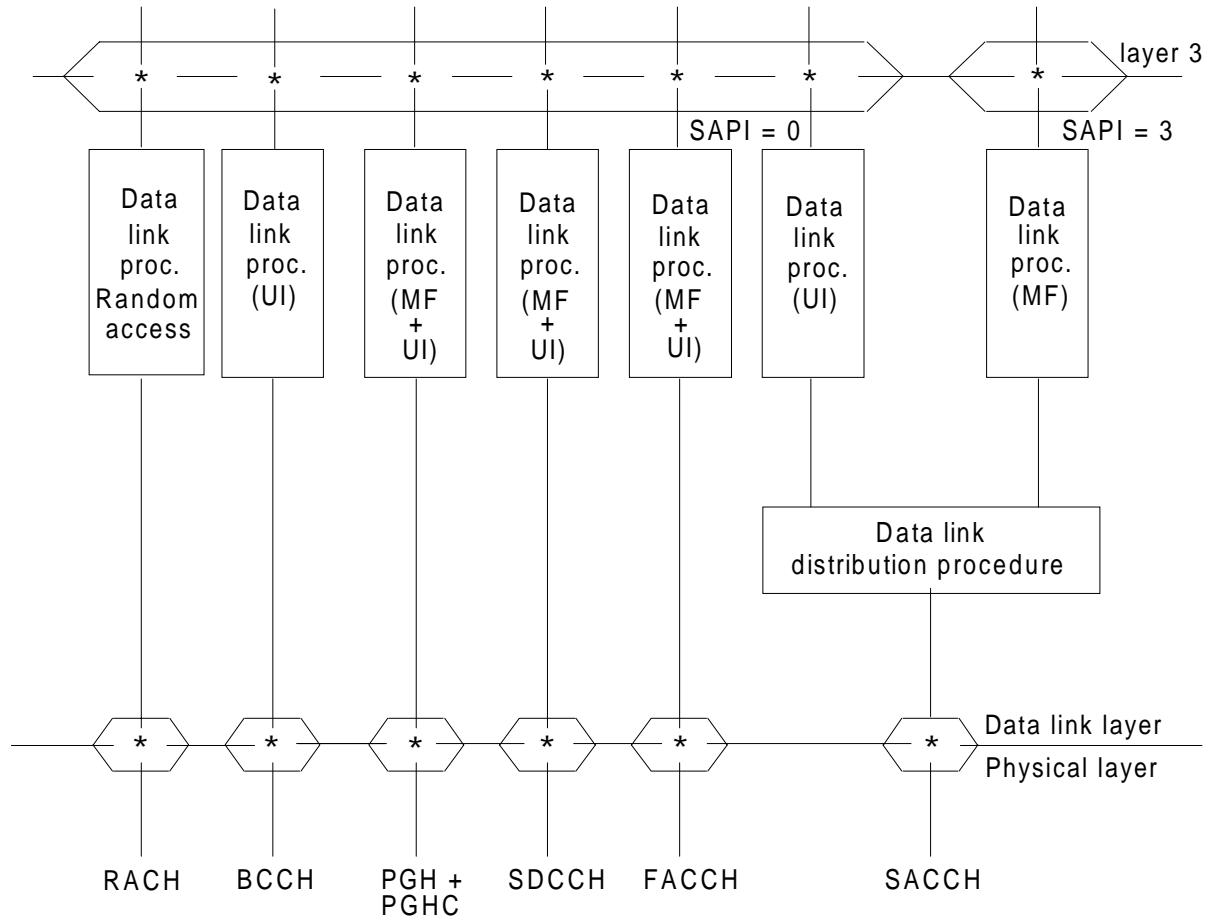 layer 3
* * * * * * *
SAPI = 0
SAPI = 3
Data
link
proc.
Random
access
Data
link
proc.
(UI)
Data
link
proc.
(MF
+
UI)
Data
link
proc.
(MF
+
UI)
Data
link
proc.
(MF
+
UI)
Data
link
proc.
(UI)
Data
link
proc.
(MF)
Data link
distribution procedure
* * * * * *
Data link layer
Physical layer
RACH
BCCH
PGH +
PGHC
SDCCH
FACCH
SACCH